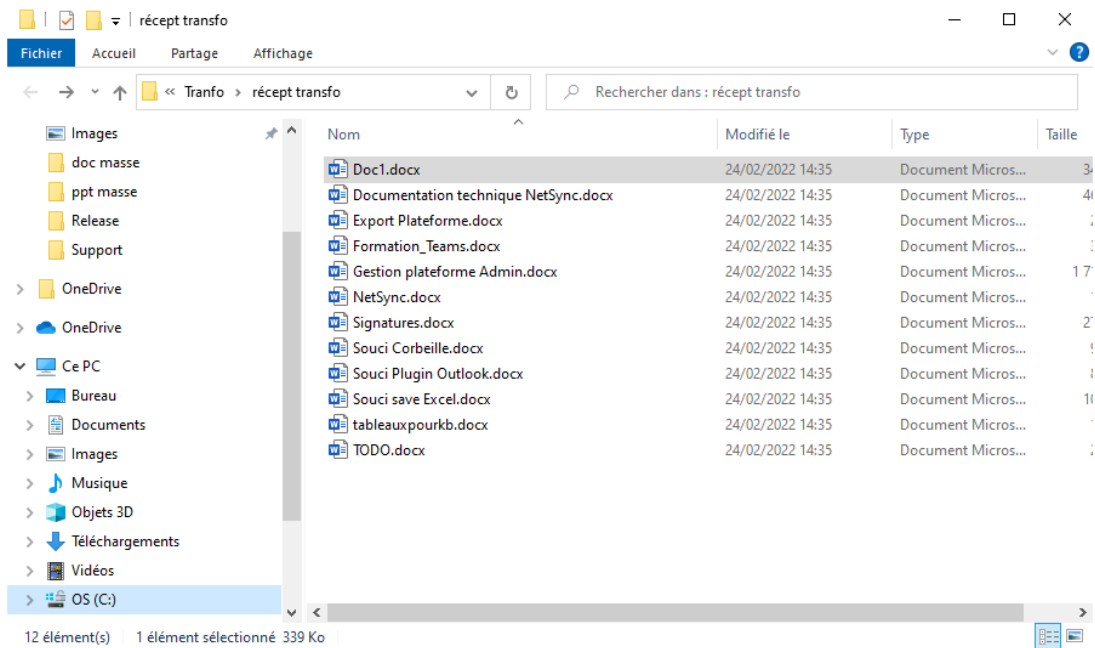 récept transfo
Fichier Accueil Partage Affichage
Tranfo récept transfo Rechercher dans : récept transfo
Images
doc masse
ppt masse
Release
Support
OneDrive
OneDrive
Ce PC
Bureau
Documents
Images
Musique
Objets 3D
Téléchargements
Vidéos
OS (C:)
Nom Modifié le Type Taille
Doc1.docx 24/02/2022 14:35 Document Micros...
Documentation technique NetSync.docx 24/02/2022 14:35 Document Micros...
Export Plateforme.docx 24/02/2022 14:35 Document Micros...
Formation_Teams.docx 24/02/2022 14:35 Document Micros...
Gestion plateforme Admin.docx 24/02/2022 14:35 Document Micros...
NetSync.docx 24/02/2022 14:35 Document Micros...
Signatures.docx 24/02/2022 14:35 Document Micros...
Souci Corbeille.docx 24/02/2022 14:35 Document Micros...
Souci Plugin Outlook.docx 24/02/2022 14:35 Document Micros...
Souci save Excel.docx 24/02/2022 14:35 Document Micros...
tableauxpourkb.docx 24/02/2022 14:35 Document Micros...
TODO.docx 24/02/2022 14:35 Document Micros...
12 élément(s) 1 élément sélectionné 339 Ko